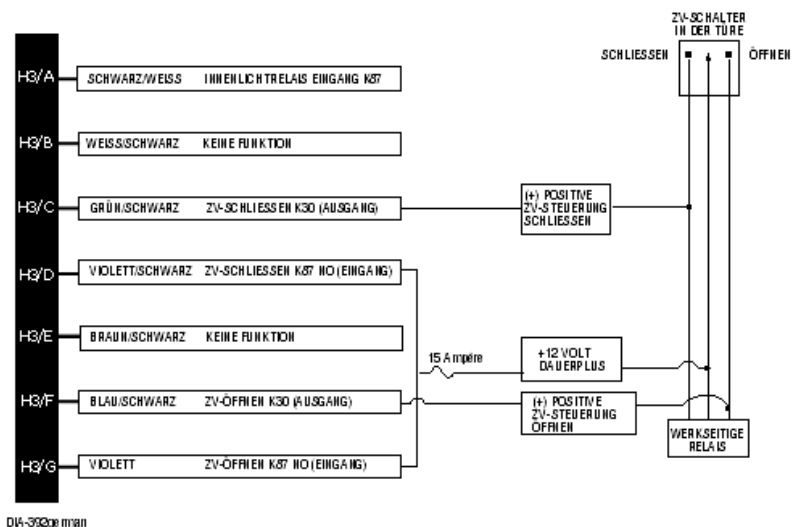 ZV-SCHALTER
IN DER TÜRE
SCHLIESSEN
ÖFFNEN
H3/A SCHWARZ/WEISS INNENLICHTRELAIS EINGANG K87
H3/B WEISS/SCHWARZ KEINE FUNKTION
H3/C GRÜN/SCHWARZ ZV-SCHLIESSEN K30 (AUSGANG)
(+) POSITIVE
ZV-STEUERUNG
SCHLIESSEN
H3/D VIOLETT/SCHWARZ ZV-SCHLIESSEN K87 NO (EINGANG)
H3/E BRAUN/SCHWARZ KEINE FUNKTION
15 Ampére
+12 VOLT
DAUERPLUS
H3/F BLAU/SCHWARZ ZV-ÖFFNEN K30 (AUSGANG)
(+) POSITIVE
ZV-STEUERUNG
ÖFFNEN
WERKSEITIGE
RELAIS
H3/G VIOLETT ZV-ÖFFNEN K87 NO (EINGANG)
DIA-392german